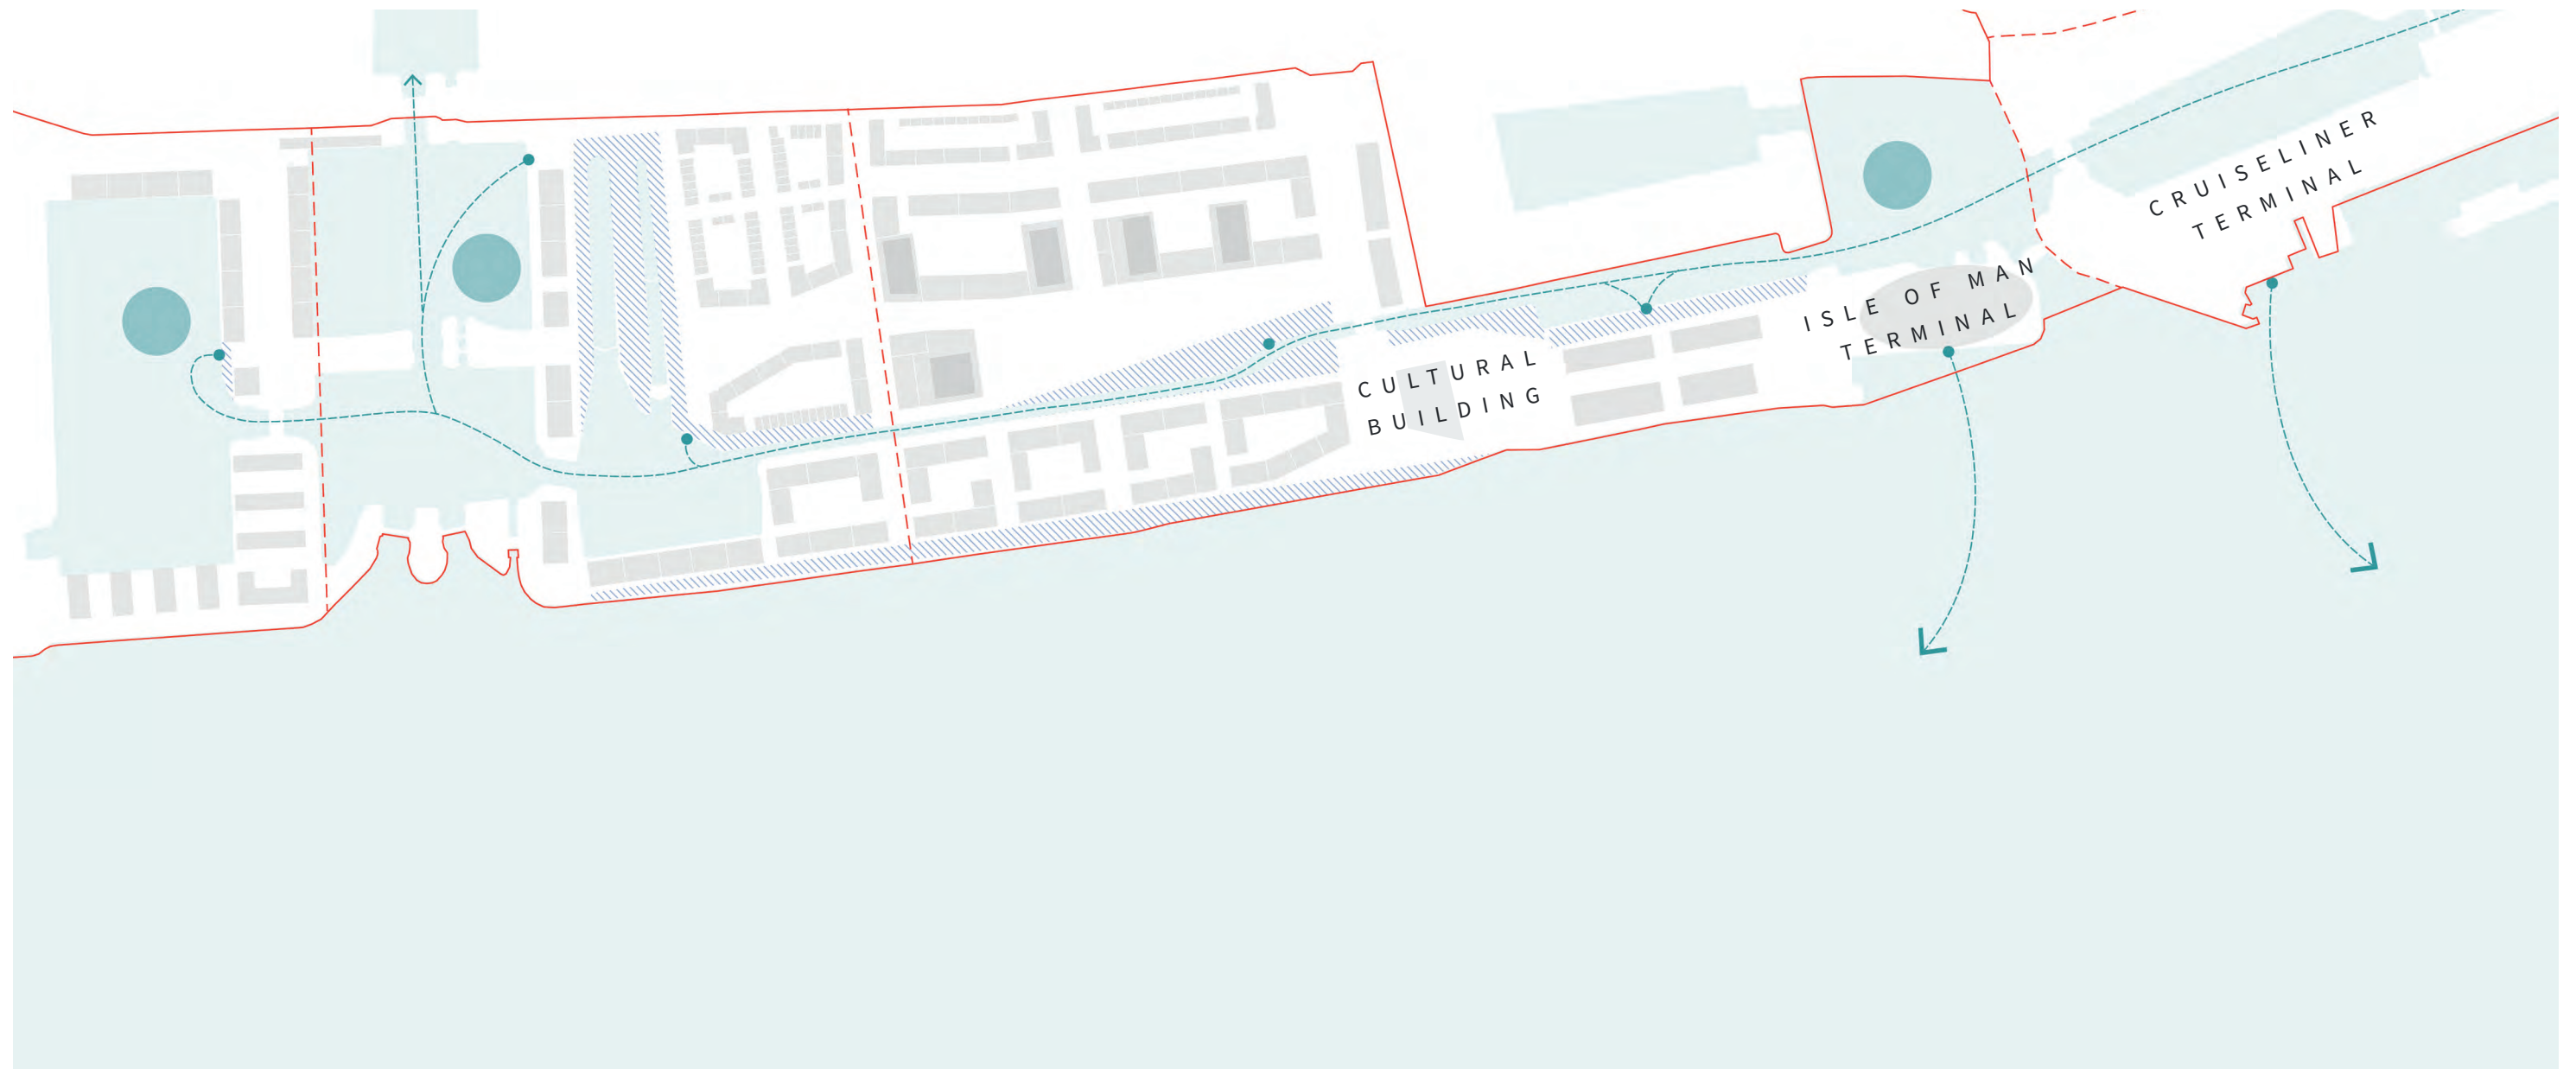 CRUISELINER
TERMINAL
ISLE OF MAN
TERMINAL
CULTURAL
BUILDING